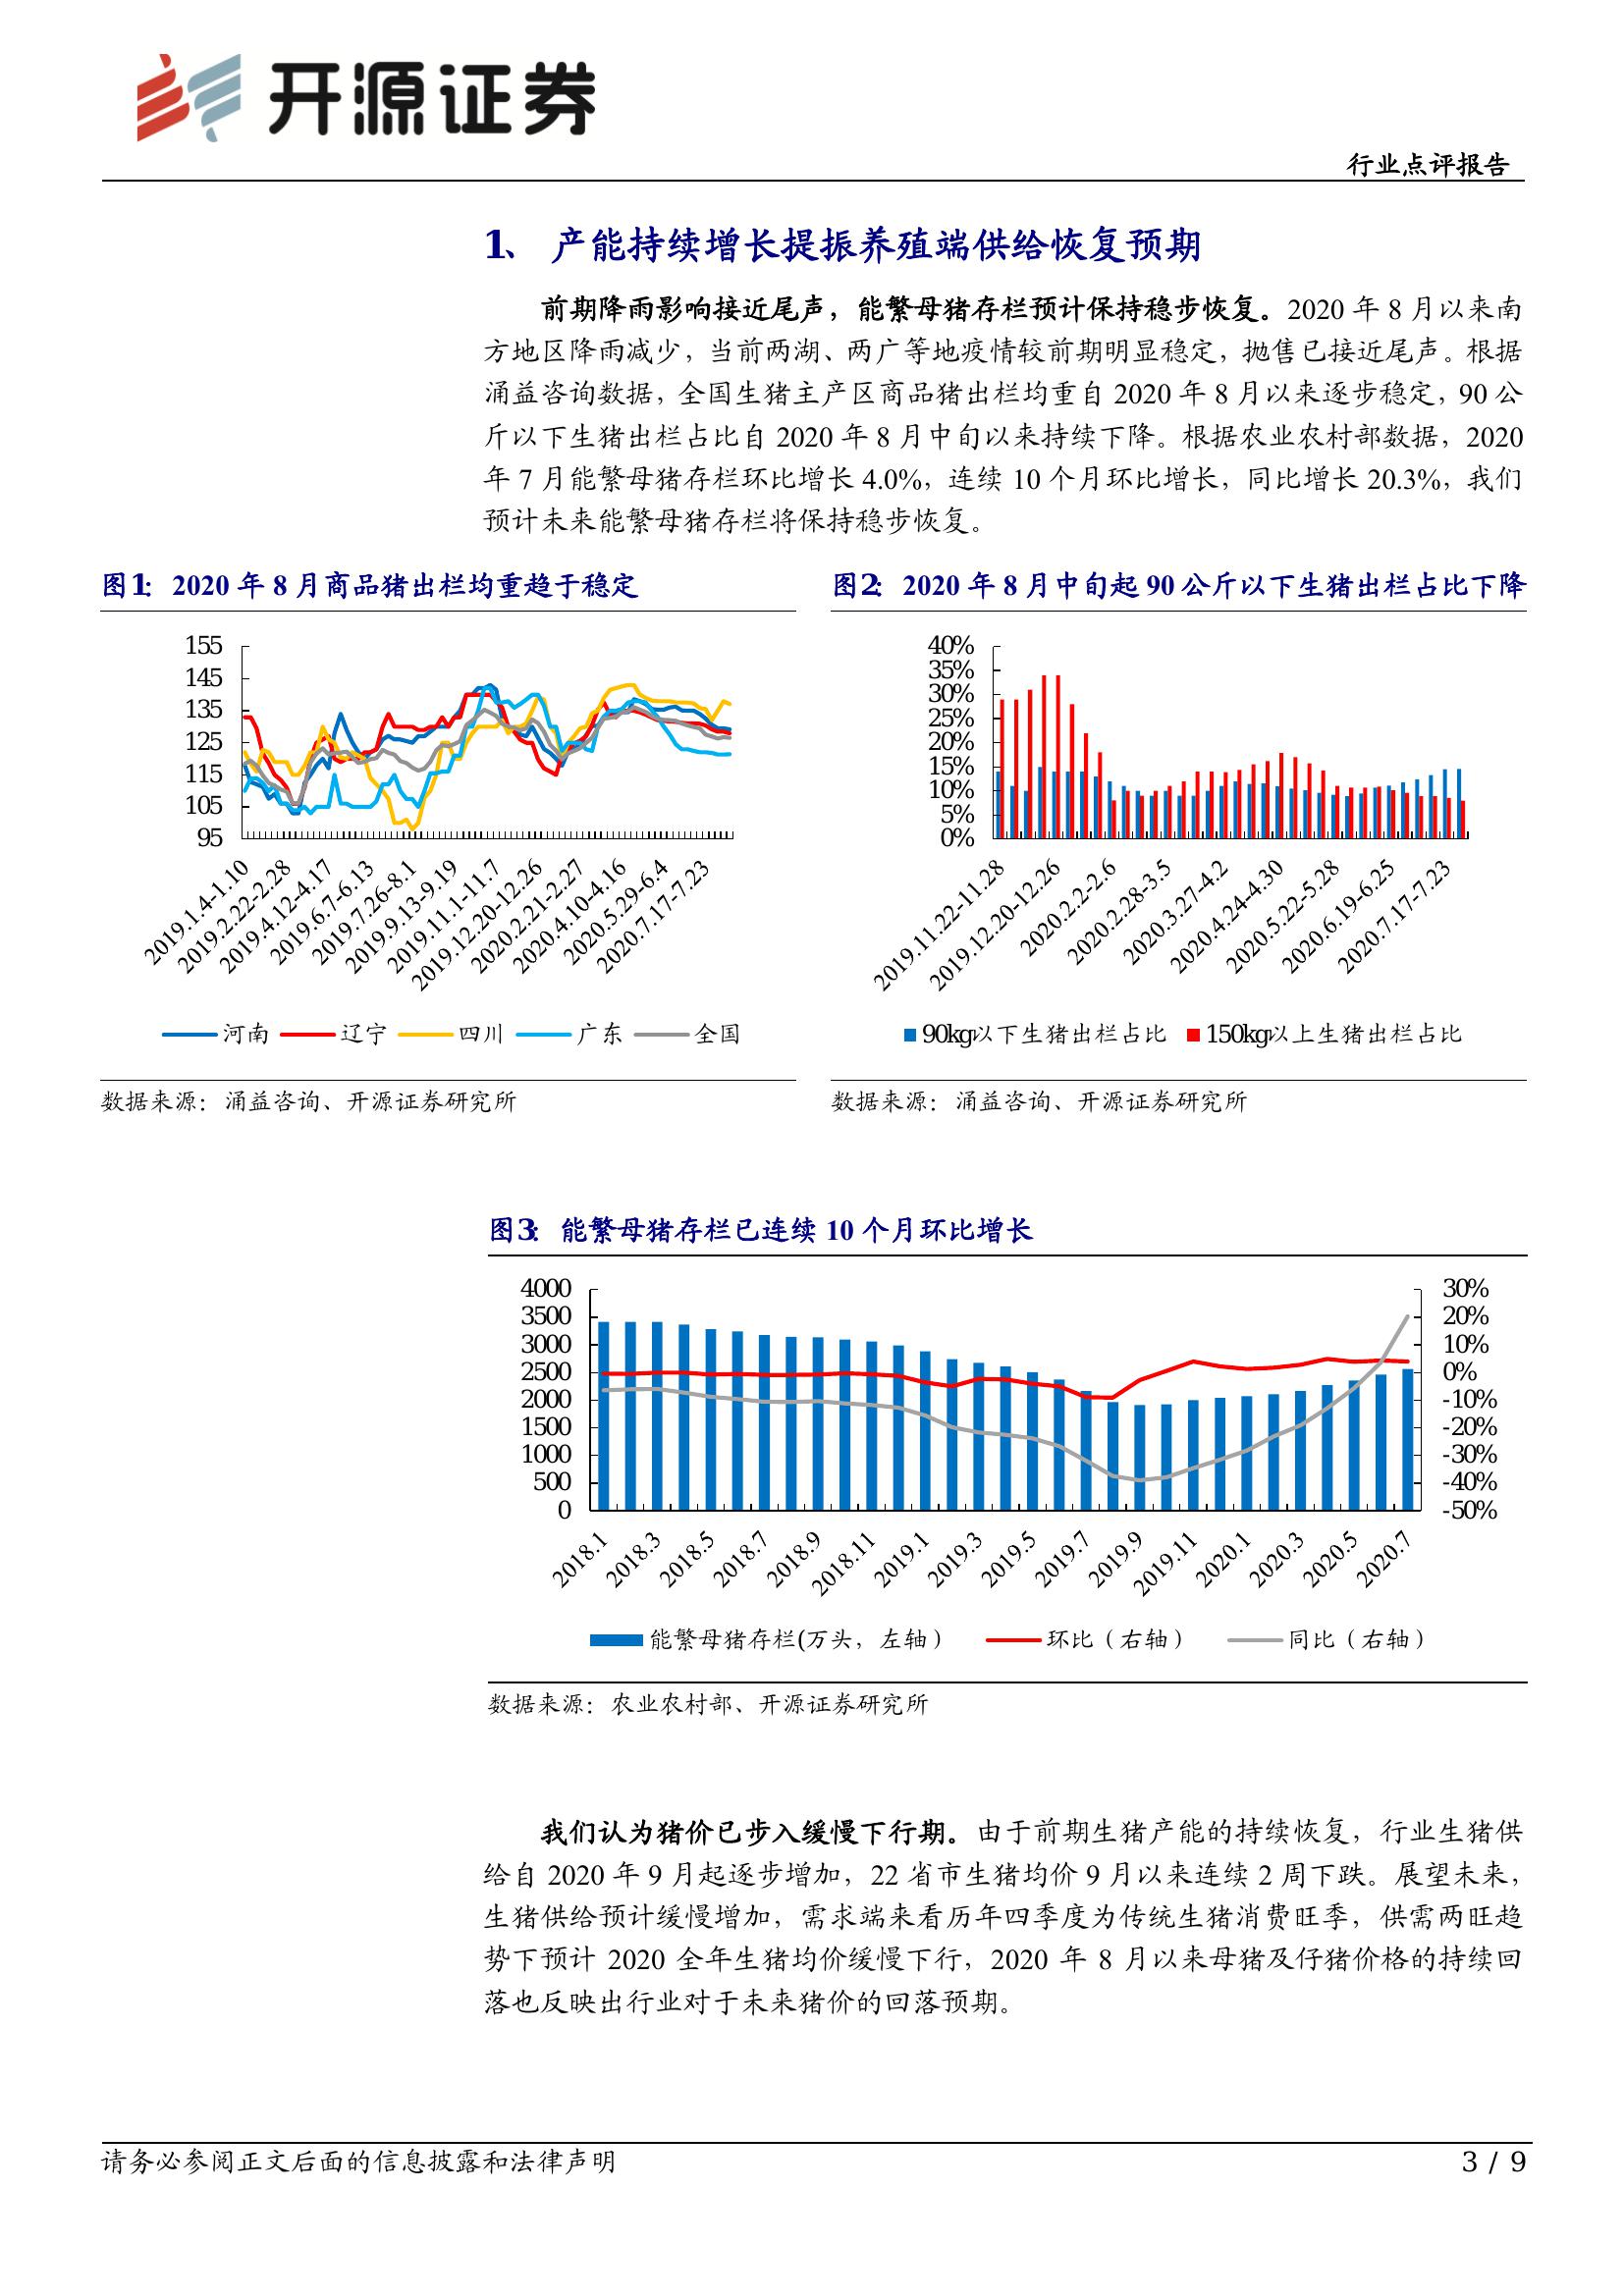 开源证券
行业点评报告
1、 产能持续增长提振养殖端供给恢复预期
前期降雨影响接近尾声，能繁母猪存栏预计保持稳步恢复。2020 年 8 月以来南
方地区降雨减少，当前两湖、两广等地疫情较前期明显稳定，抛售已接近尾声。根据
涌益咨询数据，全国生猪主产区商品猪出栏均重自 2020 年 8 月以来逐步稳定，90 公
斤以下生猪出栏占比自 2020 年 8 月中旬以来持续下降。根据农业农村部数据，2020
年 7 月能繁母猪存栏环比增长 4.0%，连续 10 个月环比增长，同比增长 20.3%，我们
预计未来能繁母猪存栏将保持稳步恢复。
图1： 2020 年 8 月商品猪出栏均重趋于稳定
155
145
135
125
115
105
95
2019.1.4-1.10
2019.2.22-2.28
2019.4.12-4.17
2019.6.7-6.13
2019.7.26-8.1
2019.9.13-9.19
2019.11.1-11.7
2019.12.20-12.26
2020.2.21-2.27
2020.4.10-4.16
2020.5.29-6.4
2020.7.17-7.23
河南 辽宁 四川 广东 全国
数据来源：涌益咨询、开源证券研究所
图2： 2020 年 8 月中旬起 90 公斤以下生猪出栏占比下降
40%
35%
30%
25%
20%
15%
10%
5%
0%
2019.11.22-11.28
2019.12.20-12.26
2020.2.2-2.6
2020.2.28-3.5
2020.3.27-4.2
2020.4.24-4.30
2020.5.22-5.28
2020.6.19-6.25
2020.7.17-7.23
90kg以下生猪出栏占比 150kg以上生猪出栏占比
数据来源：涌益咨询、开源证券研究所
图3： 能繁母猪存栏已连续 10 个月环比增长
4000
3500
3000
2500
2000
1500
1000
500
0
30%
20%
10%
0%
-10%
-20%
-30%
-40%
-50%
2018.1
2018.3
2018.5
2018.7
2018.9
2018.11
2019.1
2019.3
2019.5
2019.7
2019.9
2019.11
2020.1
2020.3
2020.5
2020.7
能繁母猪存栏(万头，左轴） 环比（右轴） 同比（右轴）
数据来源：农业农村部、开源证券研究所
我们认为猪价已步入缓慢下行期。由于前期生猪产能的持续恢复，行业生猪供
给自 2020 年 9 月起逐步增加，22 省市生猪均价 9 月以来连续 2 周下跌。展望未来，
生猪供给预计缓慢增加，需求端来看历年四季度为传统生猪消费旺季，供需两旺趋
势下预计 2020 全年生猪均价缓慢下行，2020 年 8 月以来母猪及仔猪价格的持续回
落也反映出行业对于未来猪价的回落预期。
请务必参阅正文后面的信息披露和法律声明
3 / 9